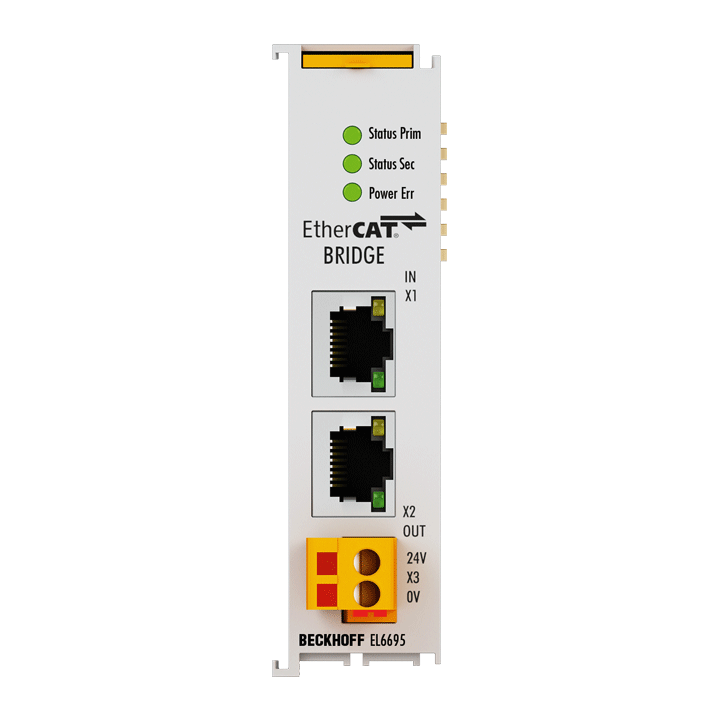 Status Prim
Status Sec
Power Err
EtherCAT®
BRIDGE
IN
X1
X2
OUT
24V
X3
0V
BECKHOFF EL6695